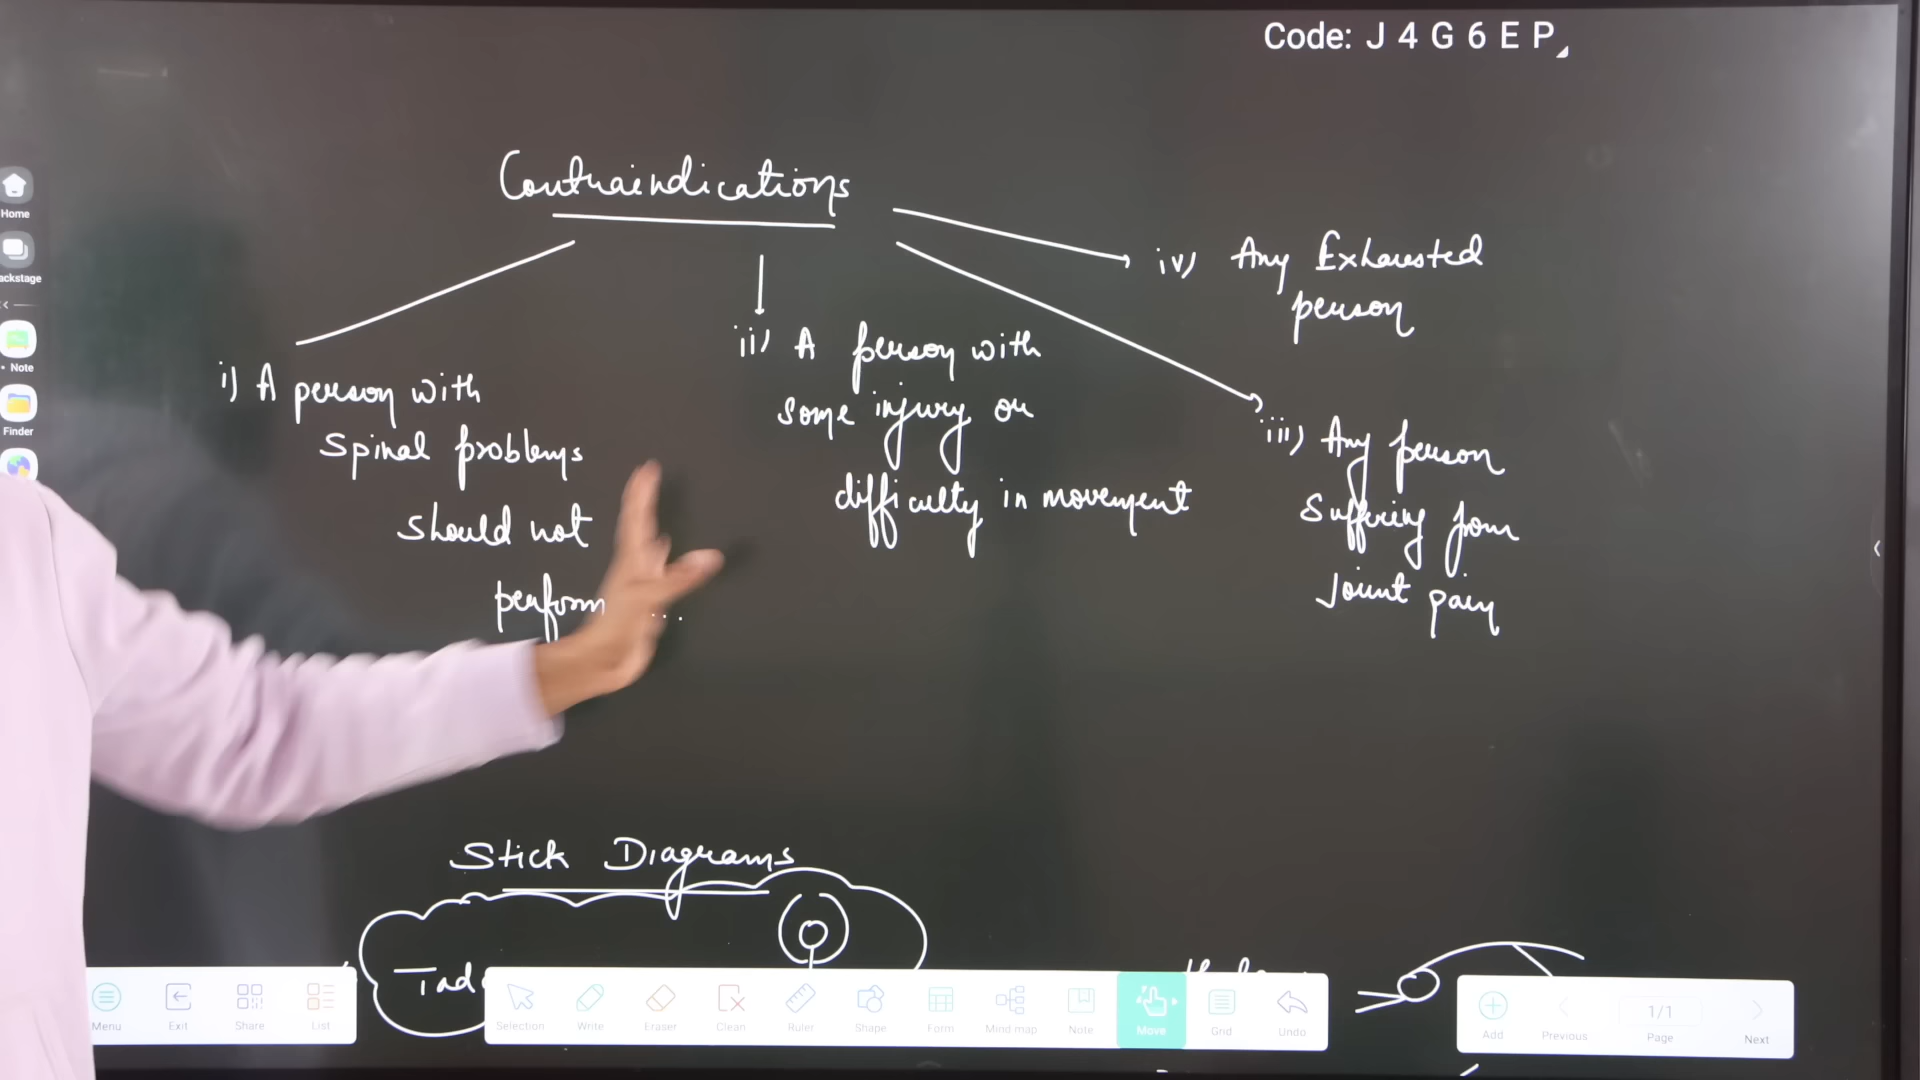 Code: J 4 G 6 E P
Contraindications
i) A person with
Spinal problems
should not
perform ...
ii) A person with
some injury or
difficulty in movement
iv) Any Exhausted
person
iii) Any person
Suffering from
Joint pain
Stick Diagrams
Home
ackstage
Note
Finder
Menu
Exit
Share
List
Selection
Write
Eraser
Clean
Ruler
Shape
Form
Mind map
Note
Move
Grid
Undo
Add
Previous
1/1
Page
Next